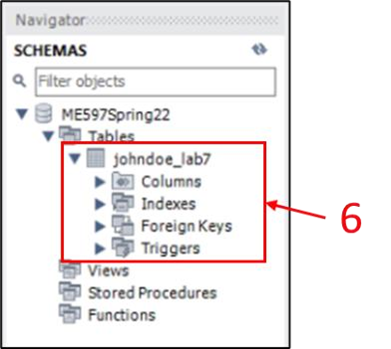 Navigator
SCHEMAS
Filter objects
ME597Spring22
Tables
johndoe_lab7
Columns
Indexes
Foreign Keys
Triggers
6
Views
Stored Procedures
Functions